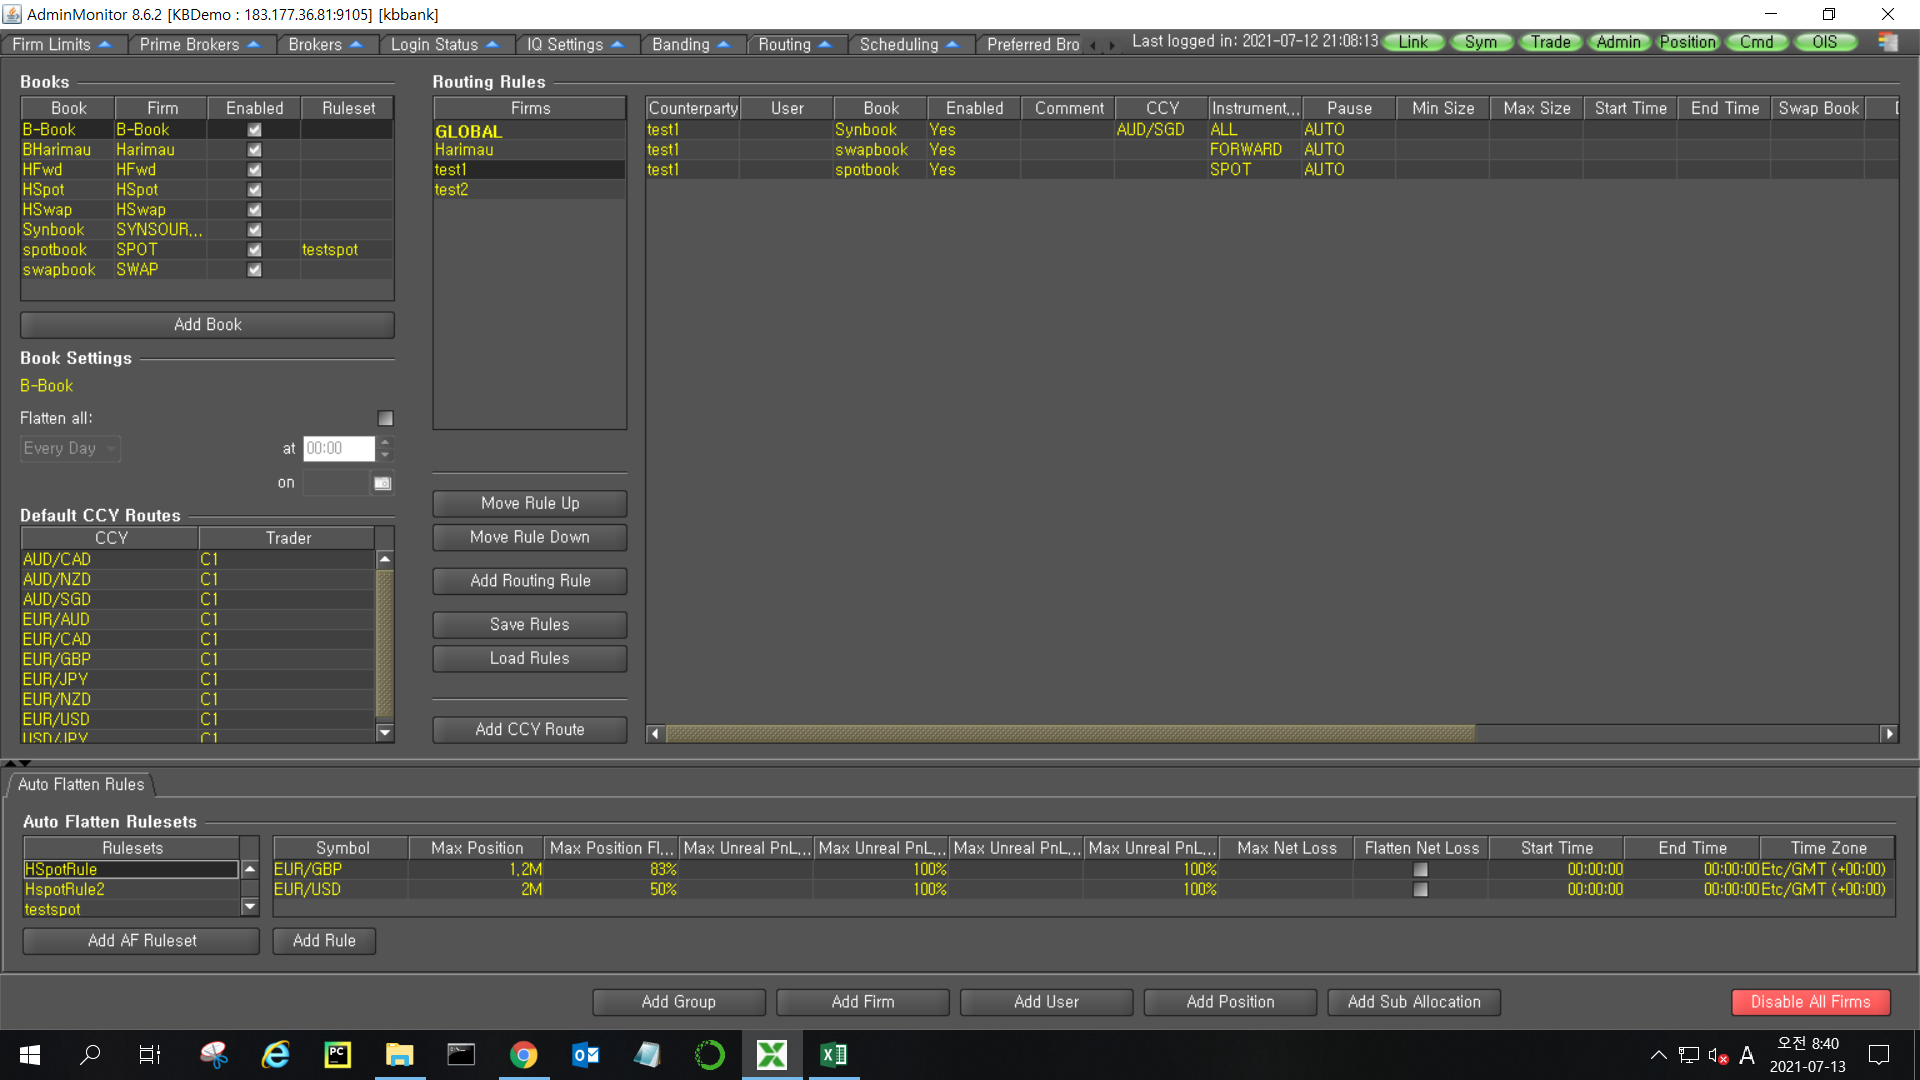 AdminMonitor 8.6.2 [KBDemo : 183.177.36.81:9105] [kbbank]
Firm Limits Prime Brokers Brokers Login Status IQ Settings Banding Routing Scheduling Preferred Bro Last logged in: 2021-07-12 21:08:13 Link Sym Trade Admin Position Cmd OIS
Books
Book Firm Enabled Ruleset
B-Book B-Book
BHarimau Harimau
HFwd HFwd
HSpot HSpot
HSwap HSwap
Synbook SYNSOUR...
spotbook SPOT testspot
swapbook SWAP
Add Book
Book Settings
B-Book
Flatten all:
Every Day at 00:00
on
Default CCY Routes
CCY Trader
AUD/CAD C1
AUD/NZD C1
AUD/SGD C1
EUR/AUD C1
EUR/CAD C1
EUR/GBP C1
EUR/JPY C1
EUR/NZD C1
EUR/USD C1
USD/JPY C1
Routing Rules
Firms
GLOBAL
Harimau
test1
test2
Move Rule Up
Move Rule Down
Add Routing Rule
Save Rules
Load Rules
Add CCY Route
Counterparty User Book Enabled Comment CCY Instrument... Pause Min Size Max Size Start Time End Time Swap Book
test1 Synbook Yes AUD/SGD ALL AUTO
test1 swapbook Yes FORWARD AUTO
test1 spotbook Yes SPOT AUTO
Auto Flatten Rules
Auto Flatten Rulesets
Rulesets
HSpotRule
HspotRule2
testspot
Add AF Ruleset
Symbol Max Position Max Position Fl... Max Unreal PnL... Max Unreal PnL... Max Unreal PnL... Max Unreal PnL... Max Net Loss Flatten Net Loss Start Time End Time Time Zone
EUR/GBP 1.2M 83% 100% 100% 00:00:00 00:00:00 Etc/GMT (+00:00)
EUR/USD 2M 50% 100% 100% 00:00:00 00:00:00 Etc/GMT (+00:00)
Add Rule
Add Group Add Firm Add User Add Position Add Sub Allocation Disable All Firms
PC
A
오전 8:40
2021-07-13